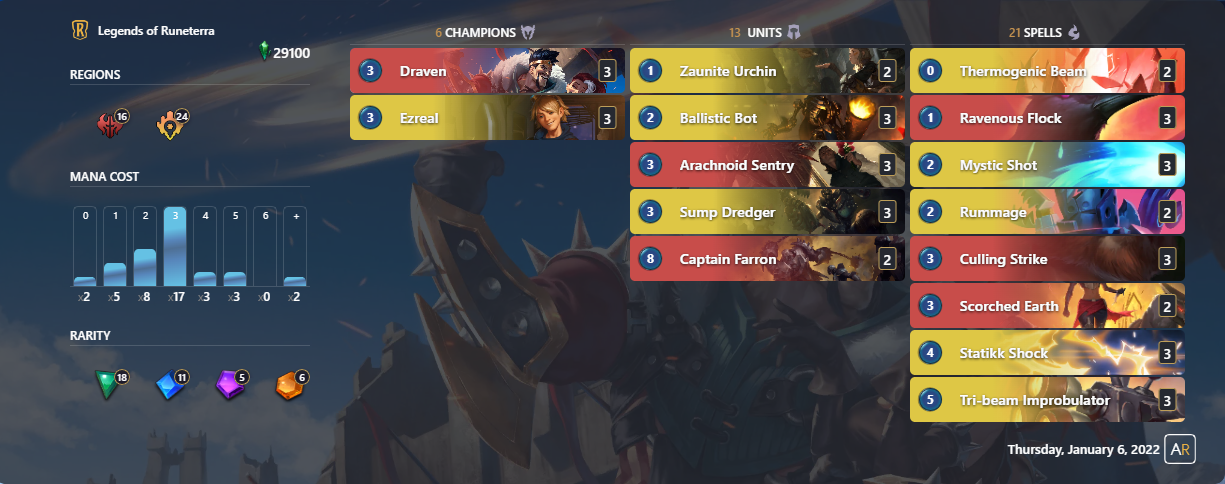 Legends of Runeterra
29100
REGIONS
16
24
MANA COST
0 1 2 3 4 5 6 +
x2 x5 x8 x17 x3 x3 x0 x2
RARITY
18
11
5
6
6 CHAMPIONS
3 Draven 3
3 Ezreal 3
13 UNITS
1 Zaunite Urchin 2
2 Ballistic Bot 3
3 Arachnoid Sentry 3
3 Sump Dredger 3
8 Captain Farron 2
21 SPELLS
0 Thermogenic Beam 2
1 Ravenous Flock 3
2 Mystic Shot 3
2 Rummage 2
3 Culling Strike 3
3 Scorched Earth 2
4 Statikk Shock 3
5 Tri-beam Improbulator 3
Thursday, January 6, 2022 AR